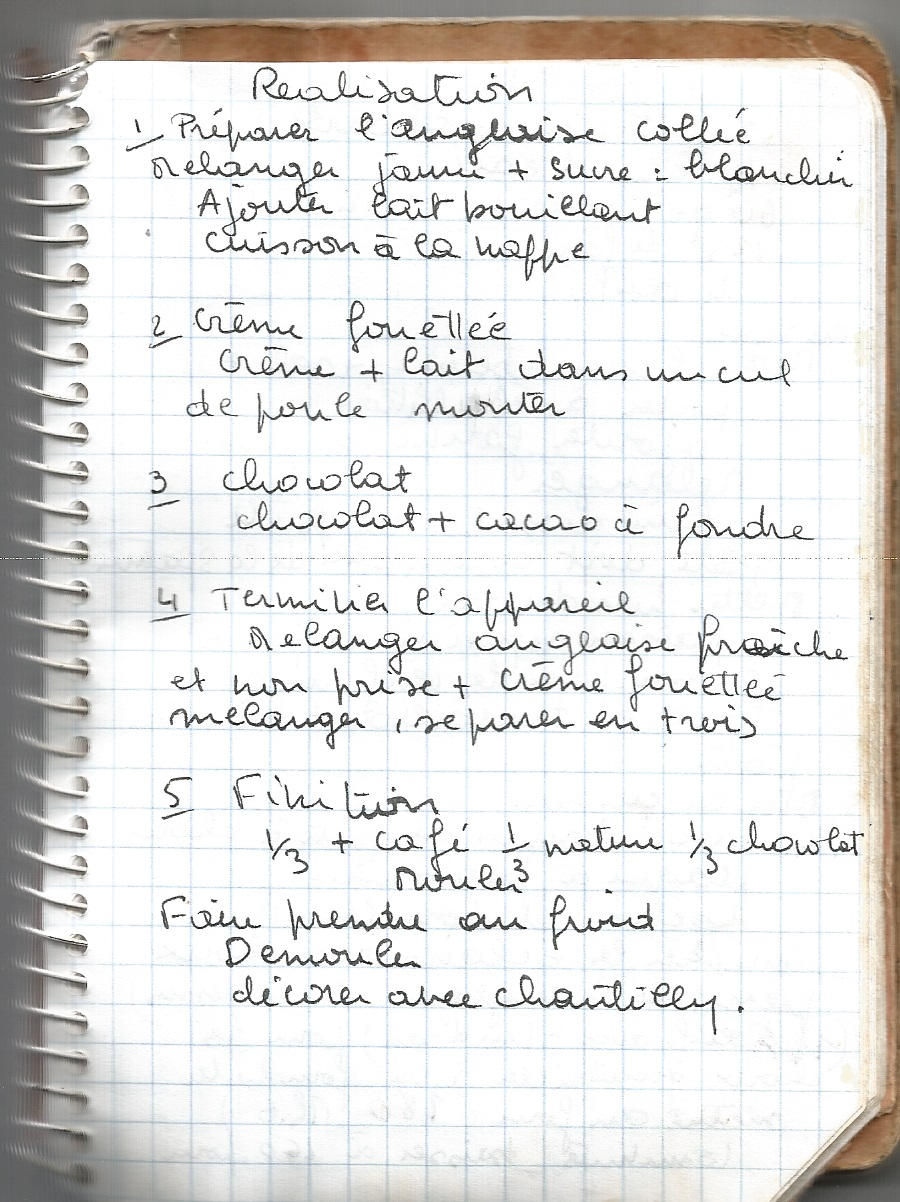 Realisation
1 Préparer l'anglaise collée
Melanger jaune + sucre : blanchir
Ajouter lait bouillant
cuisson à la nappe
2 Crème fouettée
Crème + lait dans un cul
de poule monter
3 chocolat
chocolat + cacao à fondre
4 Terminer l'appareil
Melanger anglaise fraîche
et non prise + crème fouettée
mélanger, separer en trois
5 Finition
1/3 + café 1/3 nature 1/3 chocolat
Mouler
Faire prendre au froid
Demouler
décorer avec chantilly.